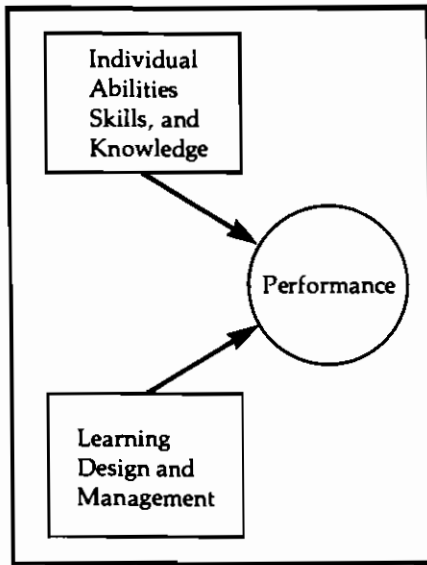 Individual
Abilities
Skills, and
Knowledge
Performance
Learning
Design and
Management